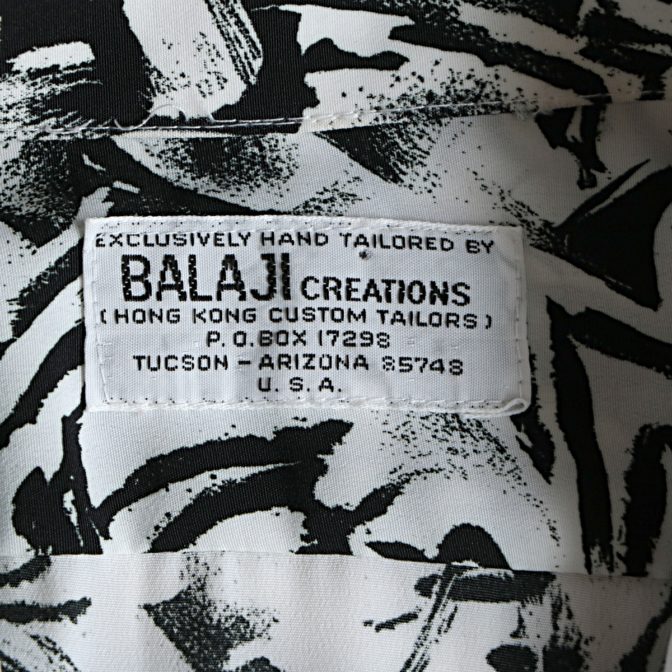 EXCLUSIVELY HAND TAILORED BY
BALAJI CREATIONS
(HONG KONG CUSTOM TAILORS)
P.O.BOX 17298
TUCSON - ARIZONA 85748
U.S.A.